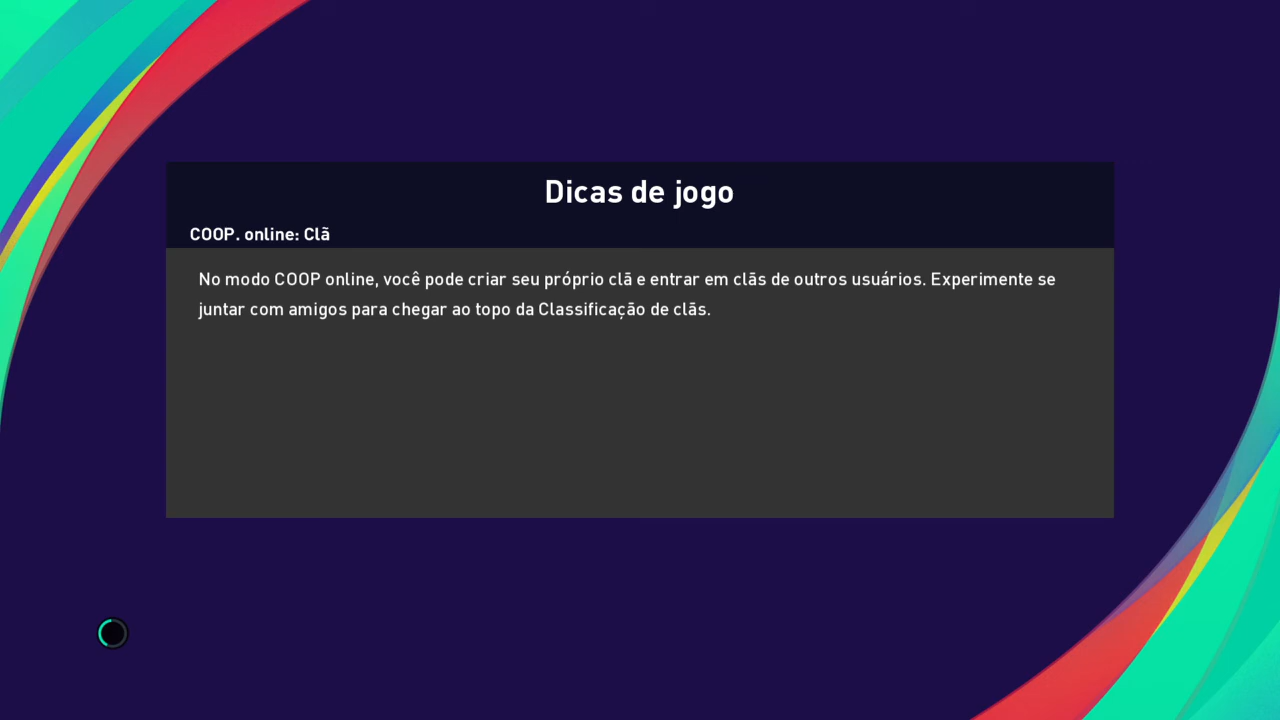 Dicas de jogo
COOP. online: Clã
No modo COOP online, você pode criar seu próprio clã e entrar em clãs de outros usuários. Experimente se
juntar com amigos para chegar ao topo da Classificação de clãs.